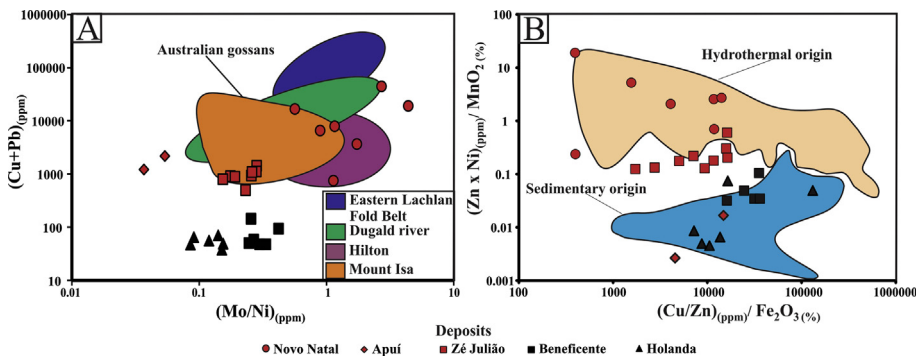 A
Australian gossans
1000000
100000
10000
1000
100
10
(Cu+Pb)(ppm)
0.01
0.1
1
10
(Mo/Ni)(ppm)
Eastern Lachlan
Fold Belt
Dugald river
Hilton
Mount Isa
B
Hydrothermal origin
Sedimentary origin
100
10
1
0.1
0.01
0.001
(Zn x Ni)(ppm)/ MnO2 (%)
100
1000
10000
100000
1000000
(Cu/Zn)(ppm)/ Fe2O3 (%)
Deposits
Novo Natal
Apuí
Zé Julião
Beneficente
Holanda